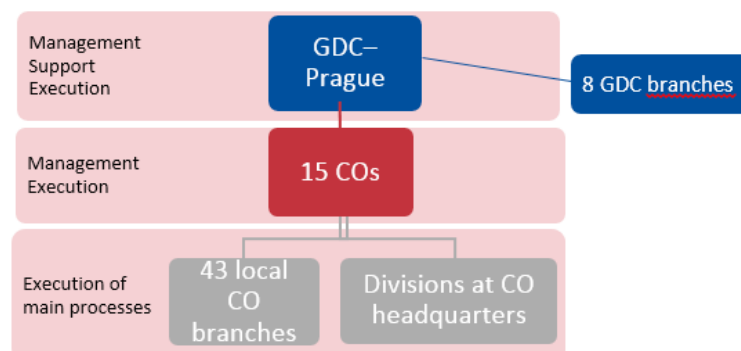 Management
Support
Execution
GDC–
Prague
8 GDC branches
Management
Execution
15 COs
Execution of
main processes
43 local
CO
branches
Divisions at CO
headquarters